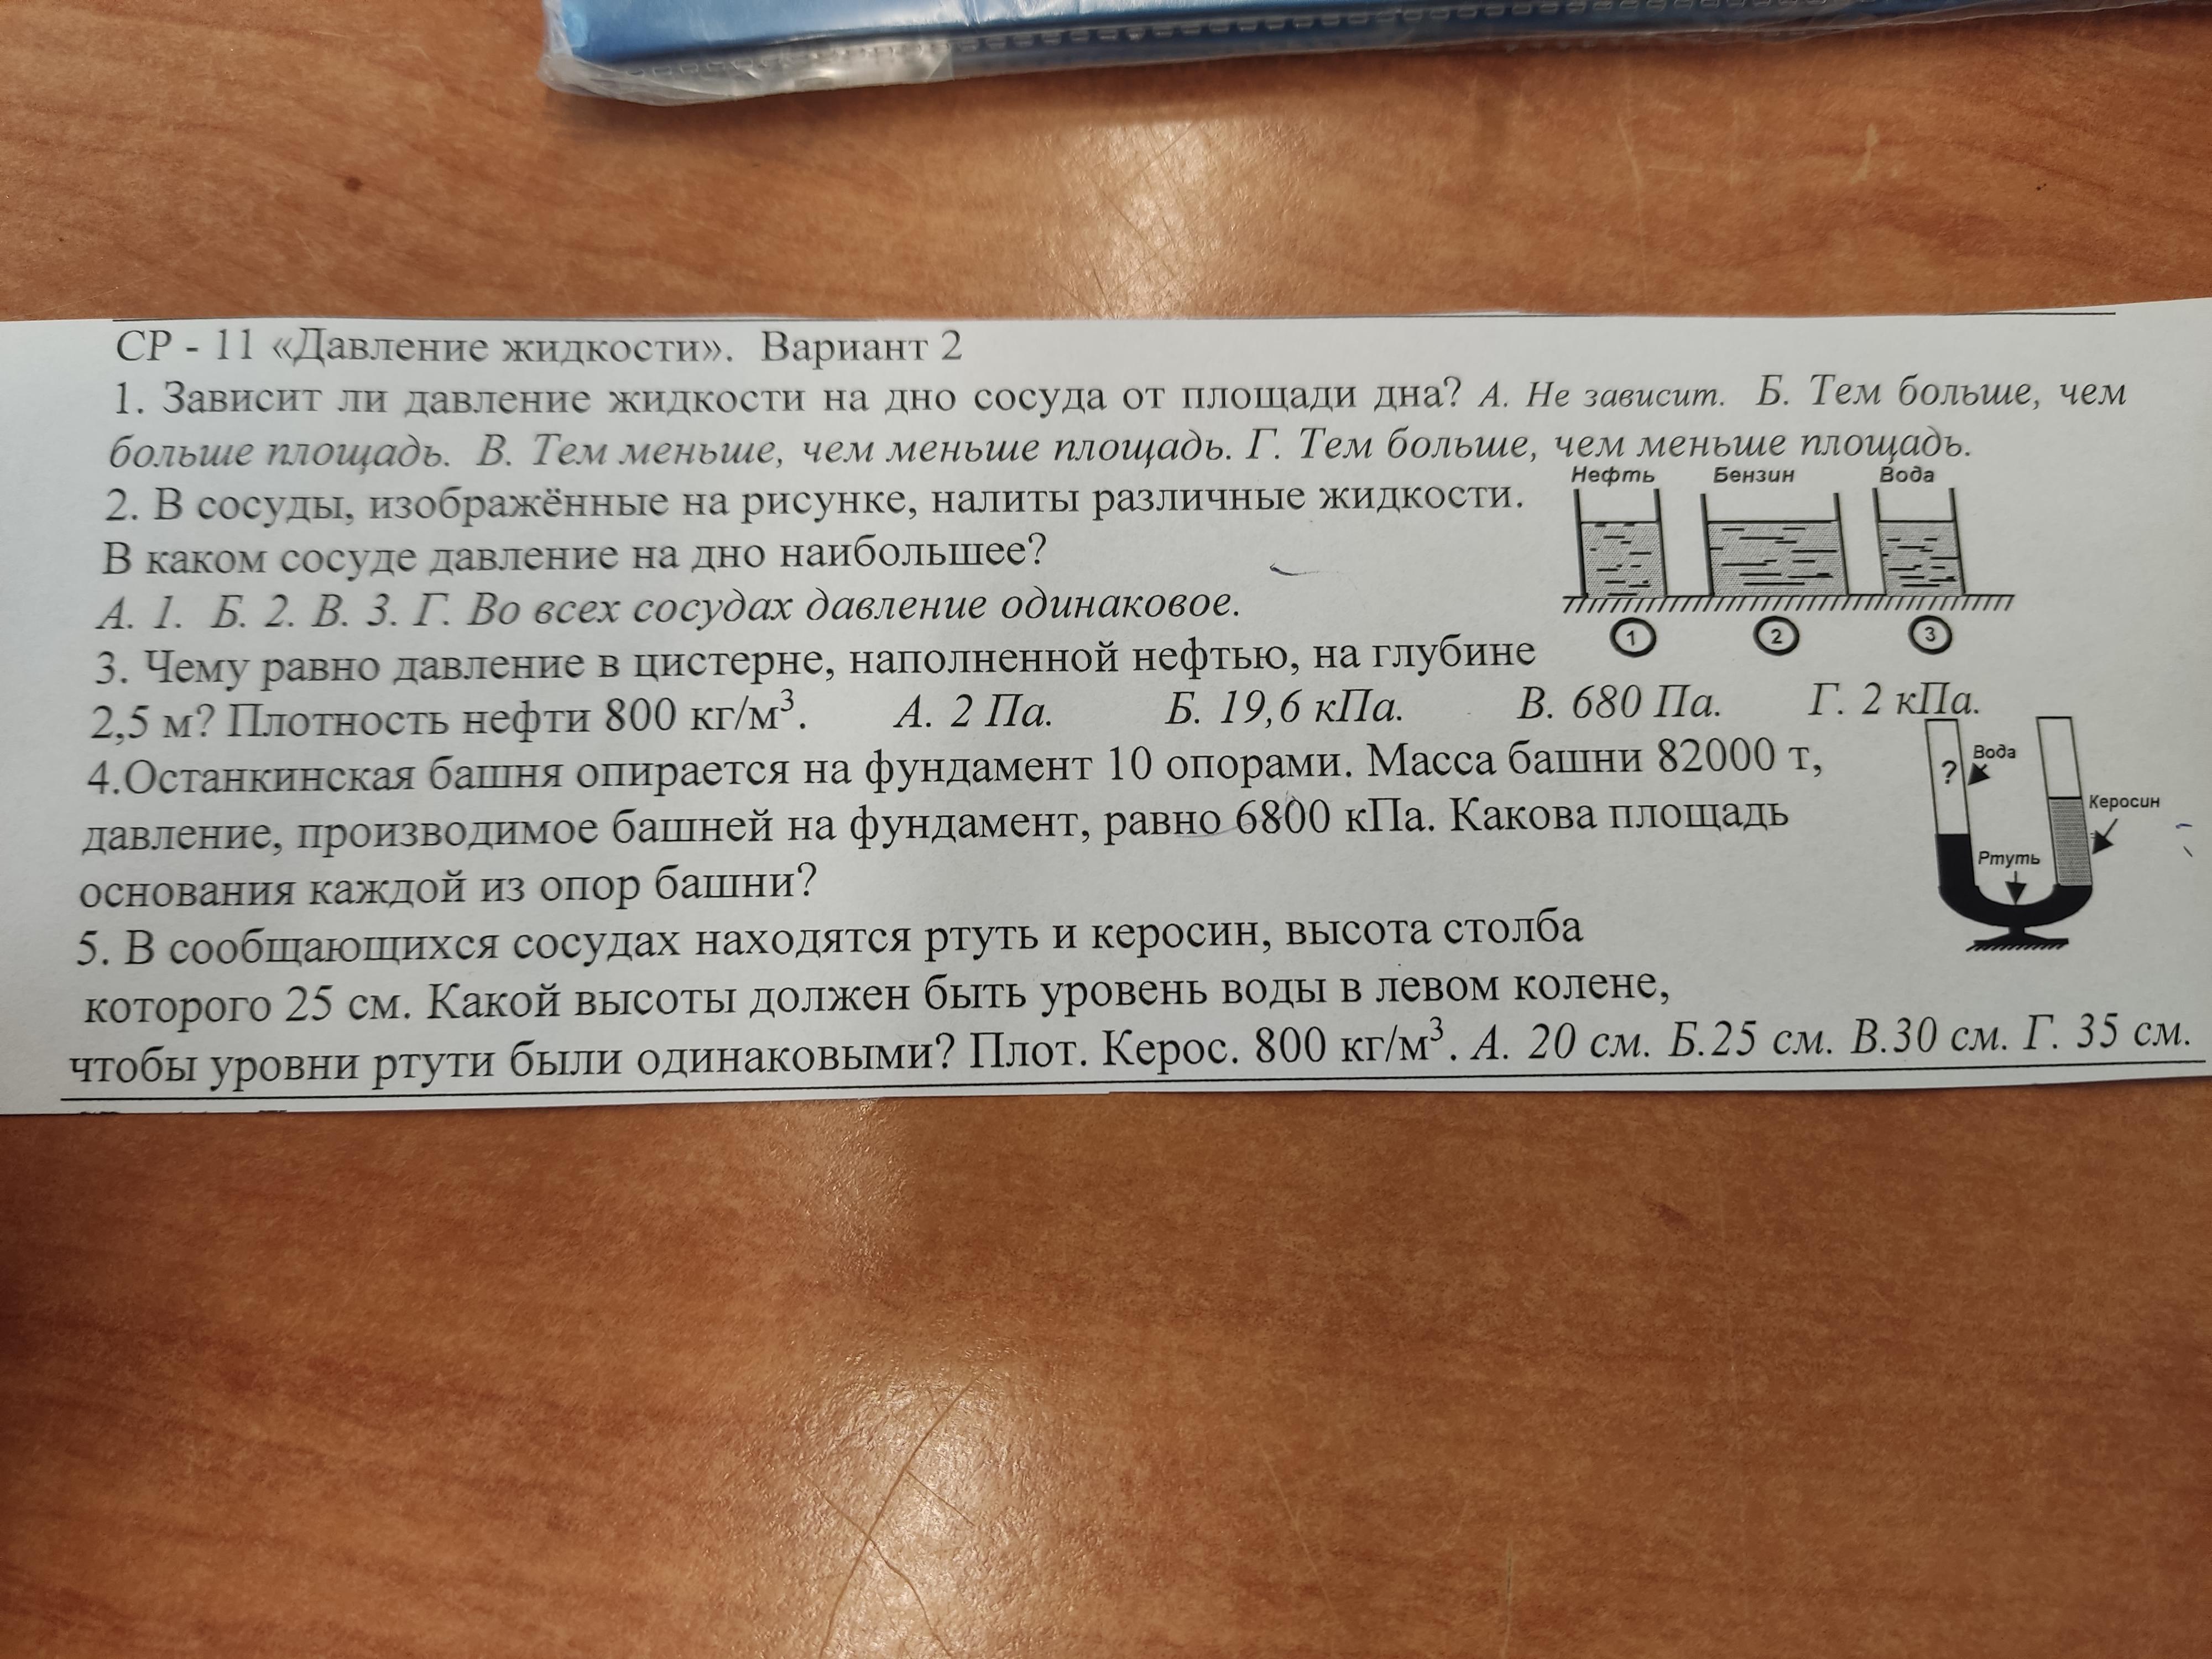 СР - 11 «Давление жидкости». Вариант 2
1. Зависит ли давление жидкости на дно сосуда от площади дна? А. Не зависит. Б. Тем больше, чем
больше площадь. В. Тем меньше, чем меньше площадь. Г. Тем больше, чем меньше площадь.
2. В сосуды, изображённые на рисунке, налиты различные жидкости.
В каком сосуде давление на дно наибольшее?
А. 1. Б. 2. В. 3. Г. Во всех сосудах давление одинаковое.
Нефть Бензин Вода
1 2 3
3. Чему равно давление в цистерне, наполненной нефтью, на глубине
2,5 м? Плотность нефти 800 кг/м³. А. 2 Па. Б. 19,6 кПа. В. 680 Па. Г. 2 кПа.
4.Останкинская башня опирается на фундамент 10 опорами. Масса башни 82000 т,
давление, производимое башней на фундамент, равно 6800 кПа. Какова площадь
основания каждой из опор башни?
5. В сообщающихся сосудах находятся ртуть и керосин, высота столба
которого 25 см. Какой высоты должен быть уровень воды в левом колене,
чтобы уровни ртути были одинаковыми? Плот. Керос. 800 кг/м³. А. 20 см. Б.25 см. В.30 см. Г. 35 см.
? Вода
Керосин
Ртуть